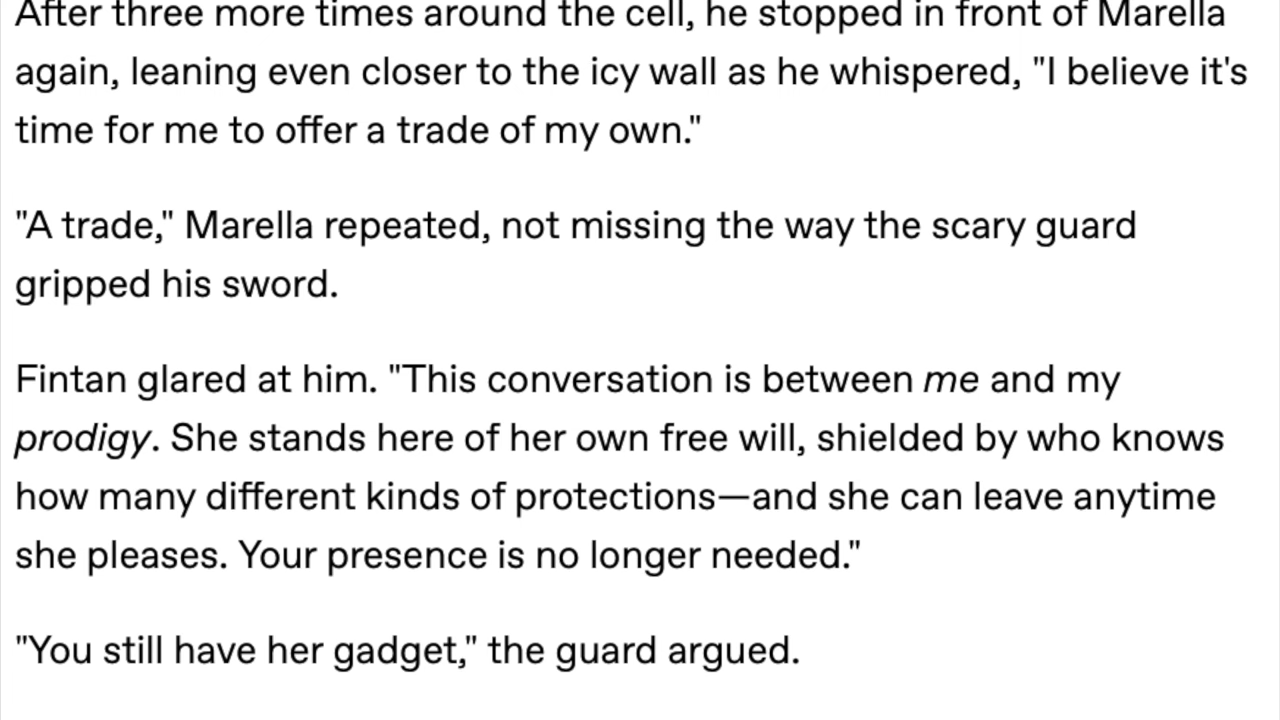 After three more times around the cell, he stopped in front of Marella
again, leaning even closer to the icy wall as he whispered, "I believe it's
time for me to offer a trade of my own."
"A trade," Marella repeated, not missing the way the scary guard
gripped his sword.
Fintan glared at him. "This conversation is between me and my
prodigy. She stands here of her own free will, shielded by who knows
how many different kinds of protections—and she can leave anytime
she pleases. Your presence is no longer needed."
"You still have her gadget," the guard argued.